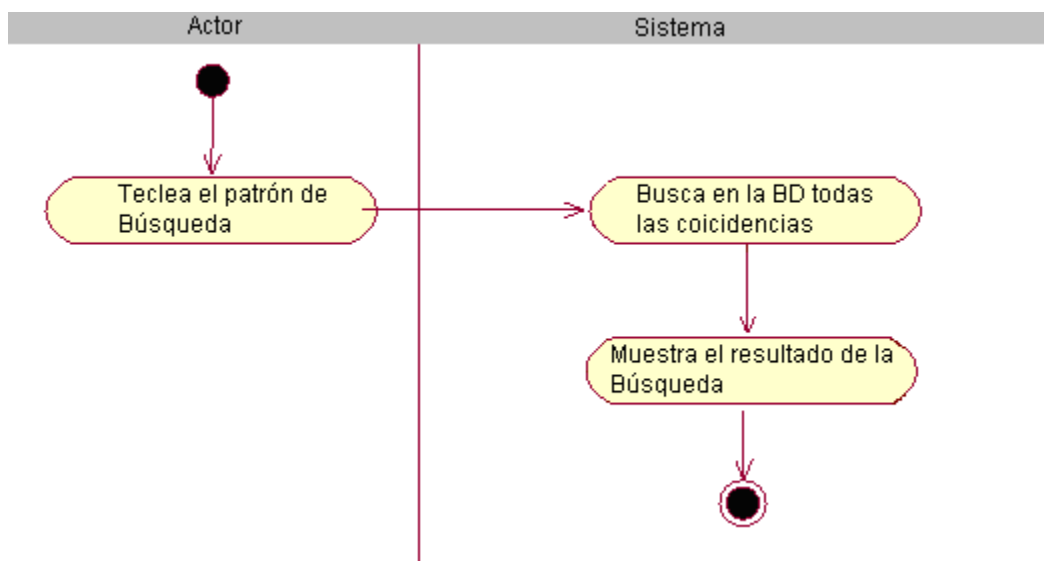 Actor
Sistema
Teclea el patrón de
Búsqueda
Busca en la BD todas
las coicidencias
Muestra el resultado de la
Búsqueda